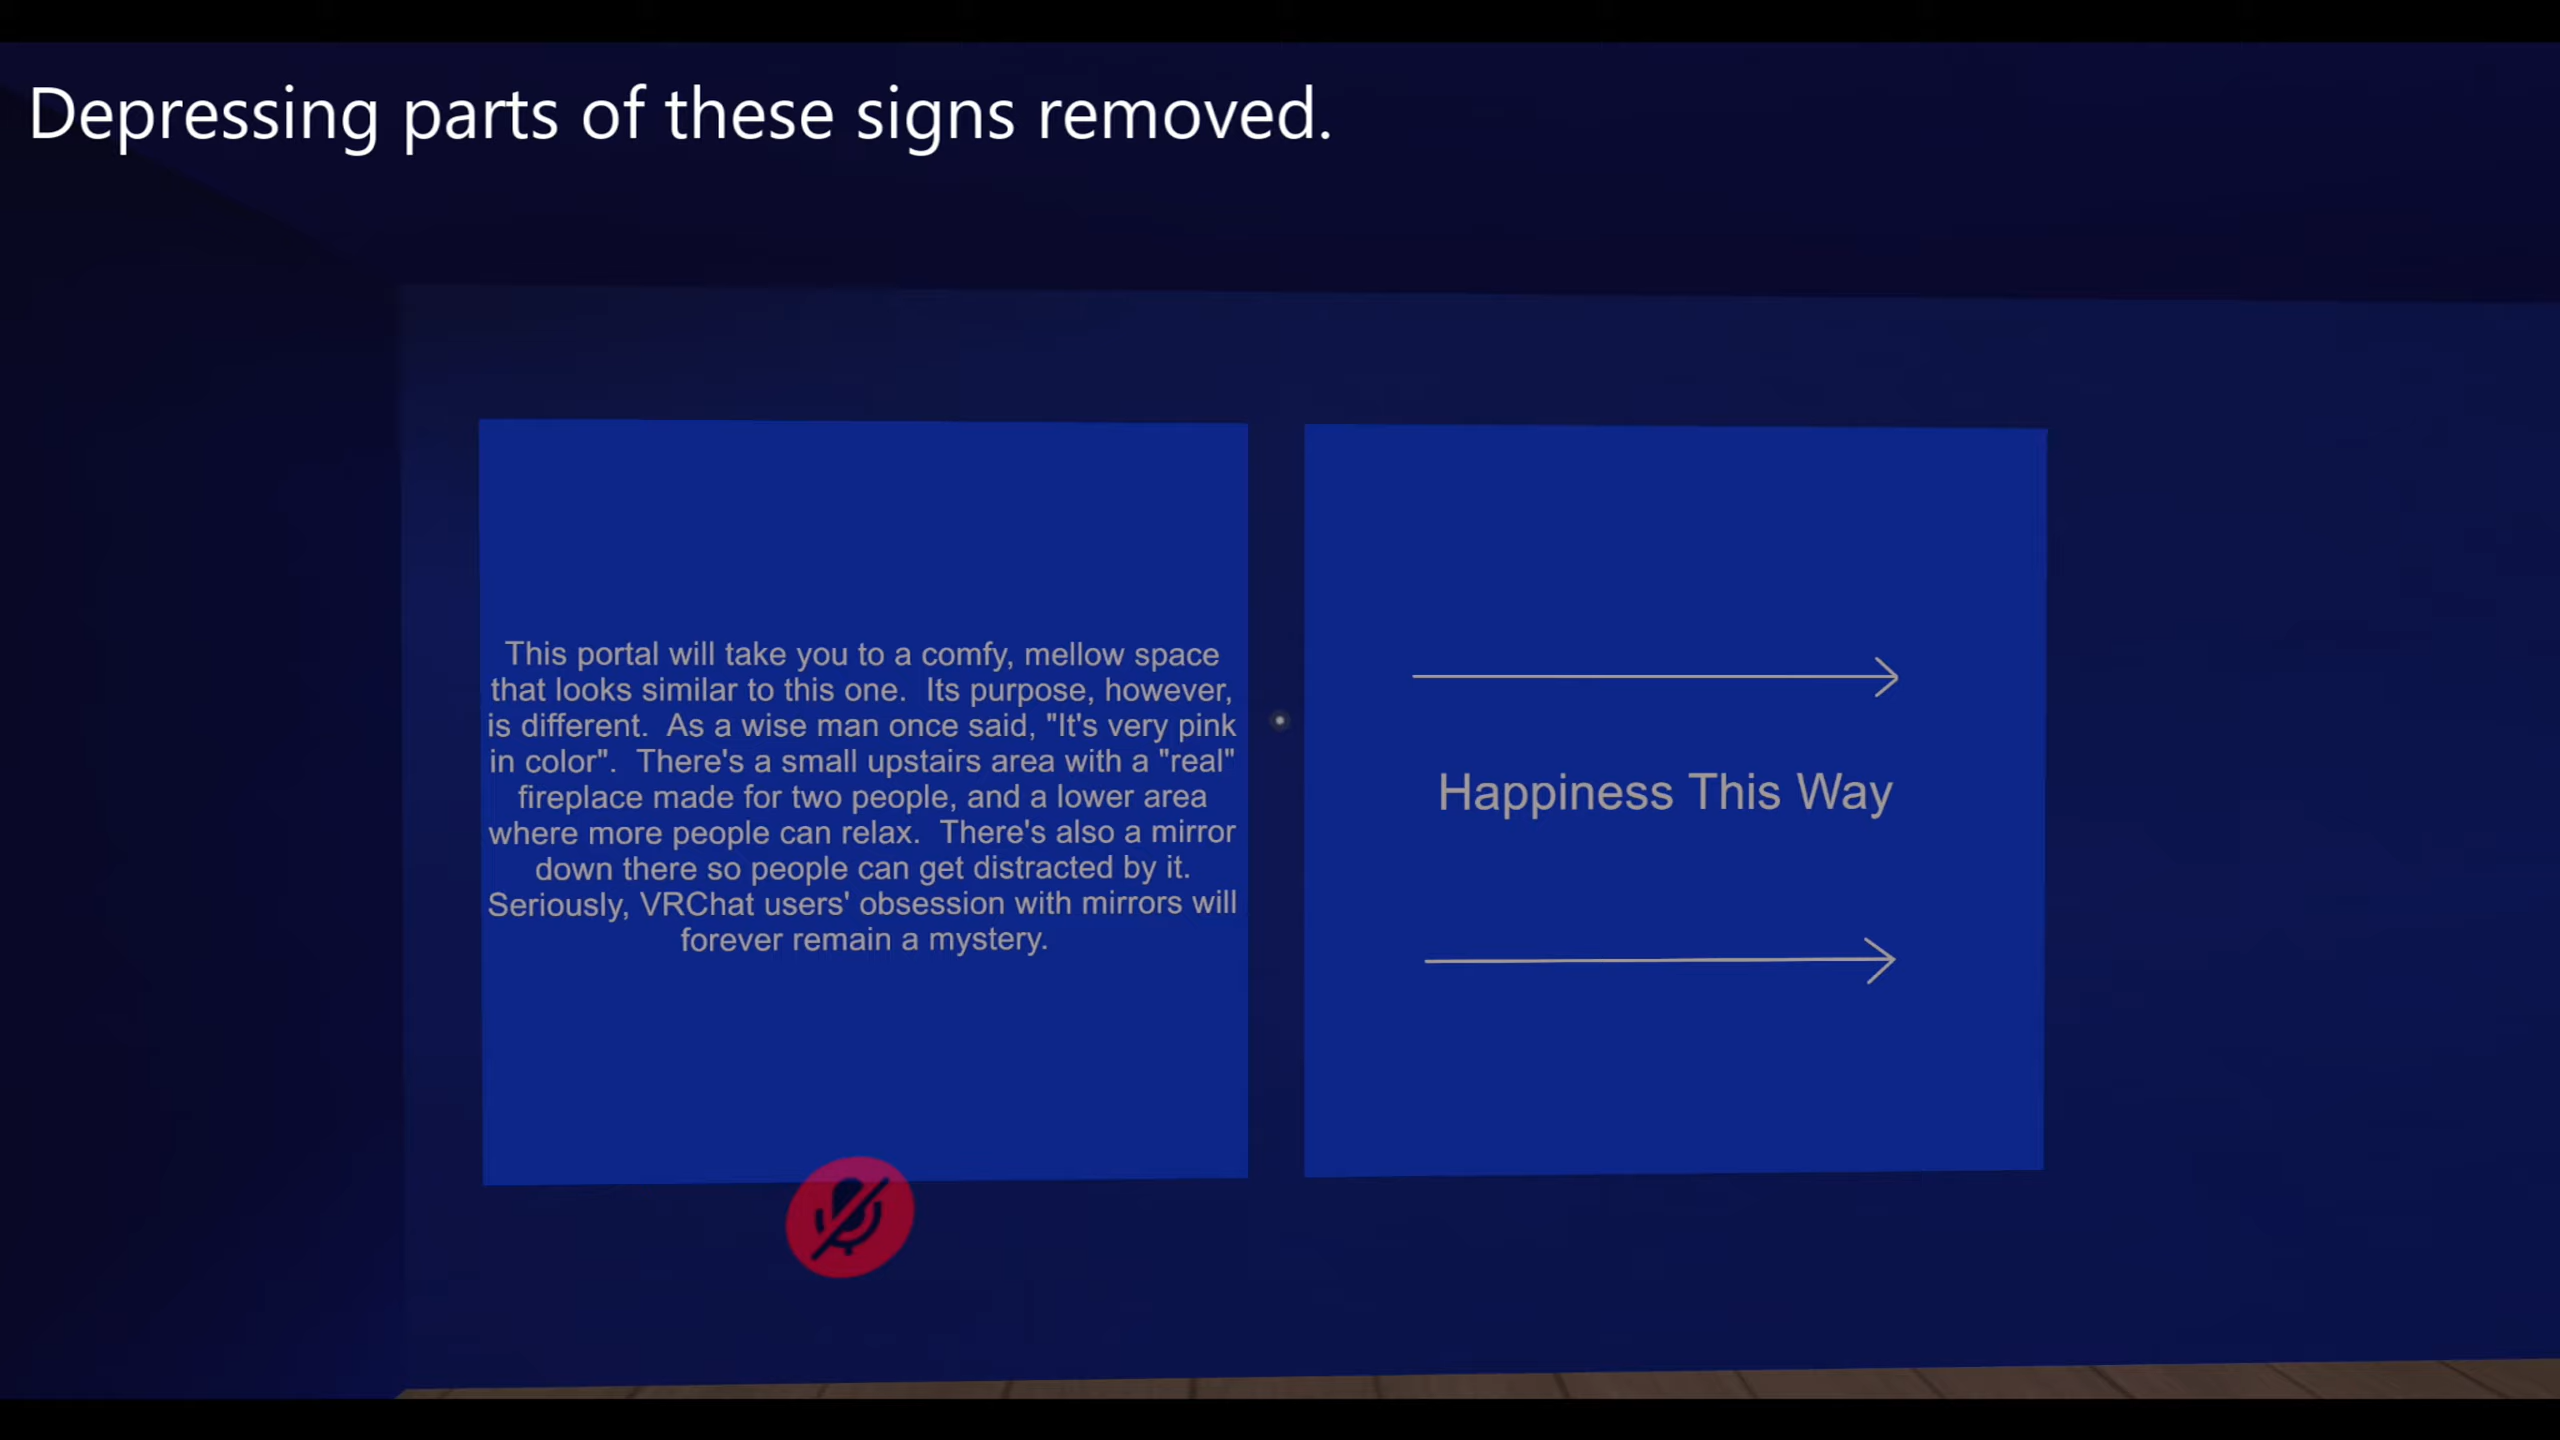 Depressing parts of these signs removed.
This portal will take you to a comfy, mellow space
that looks similar to this one.  Its purpose, however,
is different.  As a wise man once said, "It's very pink
in color".  There's a small upstairs area with a "real"
fireplace made for two people, and a lower area
where more people can relax.  There's also a mirror
down there so people can get distracted by it.
Seriously, VRChat users' obsession with mirrors will
forever remain a mystery.
Happiness This Way